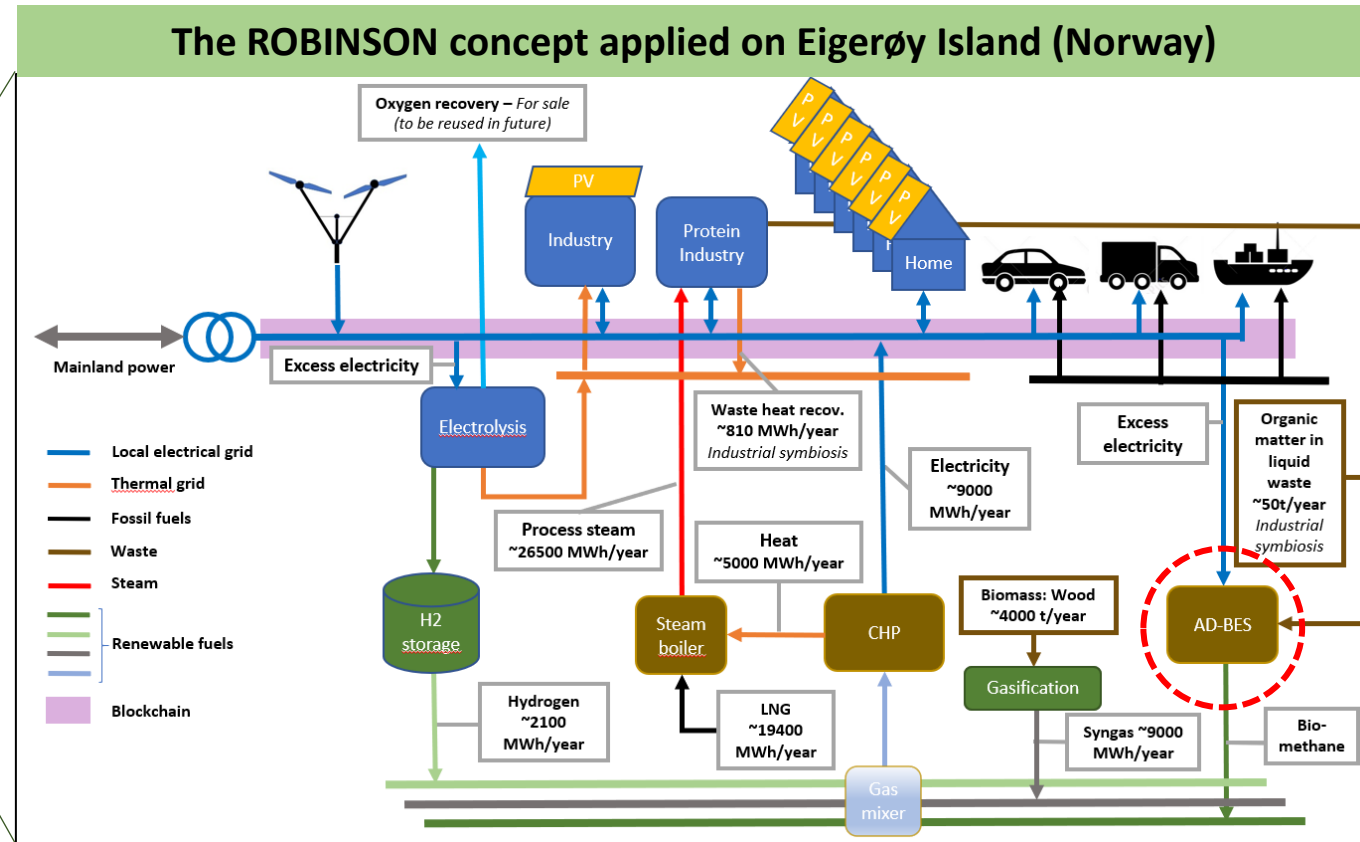 The ROBINSON concept applied on Eigerøy Island (Norway)
Oxygen recovery – For sale
(to be reused in future)
PV
Industry
Protein
Industry
P
V
P
V
P
V
P
V
P
V
P
V
Home
Mainland power
Excess electricity
Electrolysis
Waste heat recov.
~810 MWh/year
Industrial symbiosis
Electricity
~9000
MWh/year
Excess
electricity
Organic
matter in
liquid
waste
~50t/year
Industrial
symbiosis
Local electrical grid
Thermal grid
Fossil fuels
Waste
Steam
Renewable fuels
Blockchain
Process steam
~26500 MWh/year
Heat
~5000 MWh/year
H2
storage
Steam
boiler
CHP
Biomass: Wood
~4000 t/year
AD-BES
Gasification
Hydrogen
~2100
MWh/year
LNG
~19400
MWh/year
Syngas ~9000
MWh/year
Bio-
methane
Gas
mixer